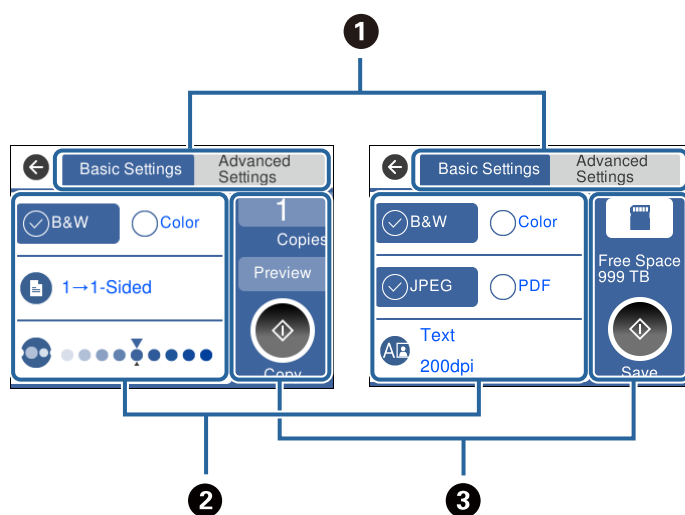 1
Basic Settings
Advanced
Settings
B&W
Color
1→1-Sided
1
Copies
Preview
Copy
Basic Settings
Advanced
Settings
B&W
Color
JPEG
PDF
A
Text
200dpi
Free Space
999 TB
Save
2
3